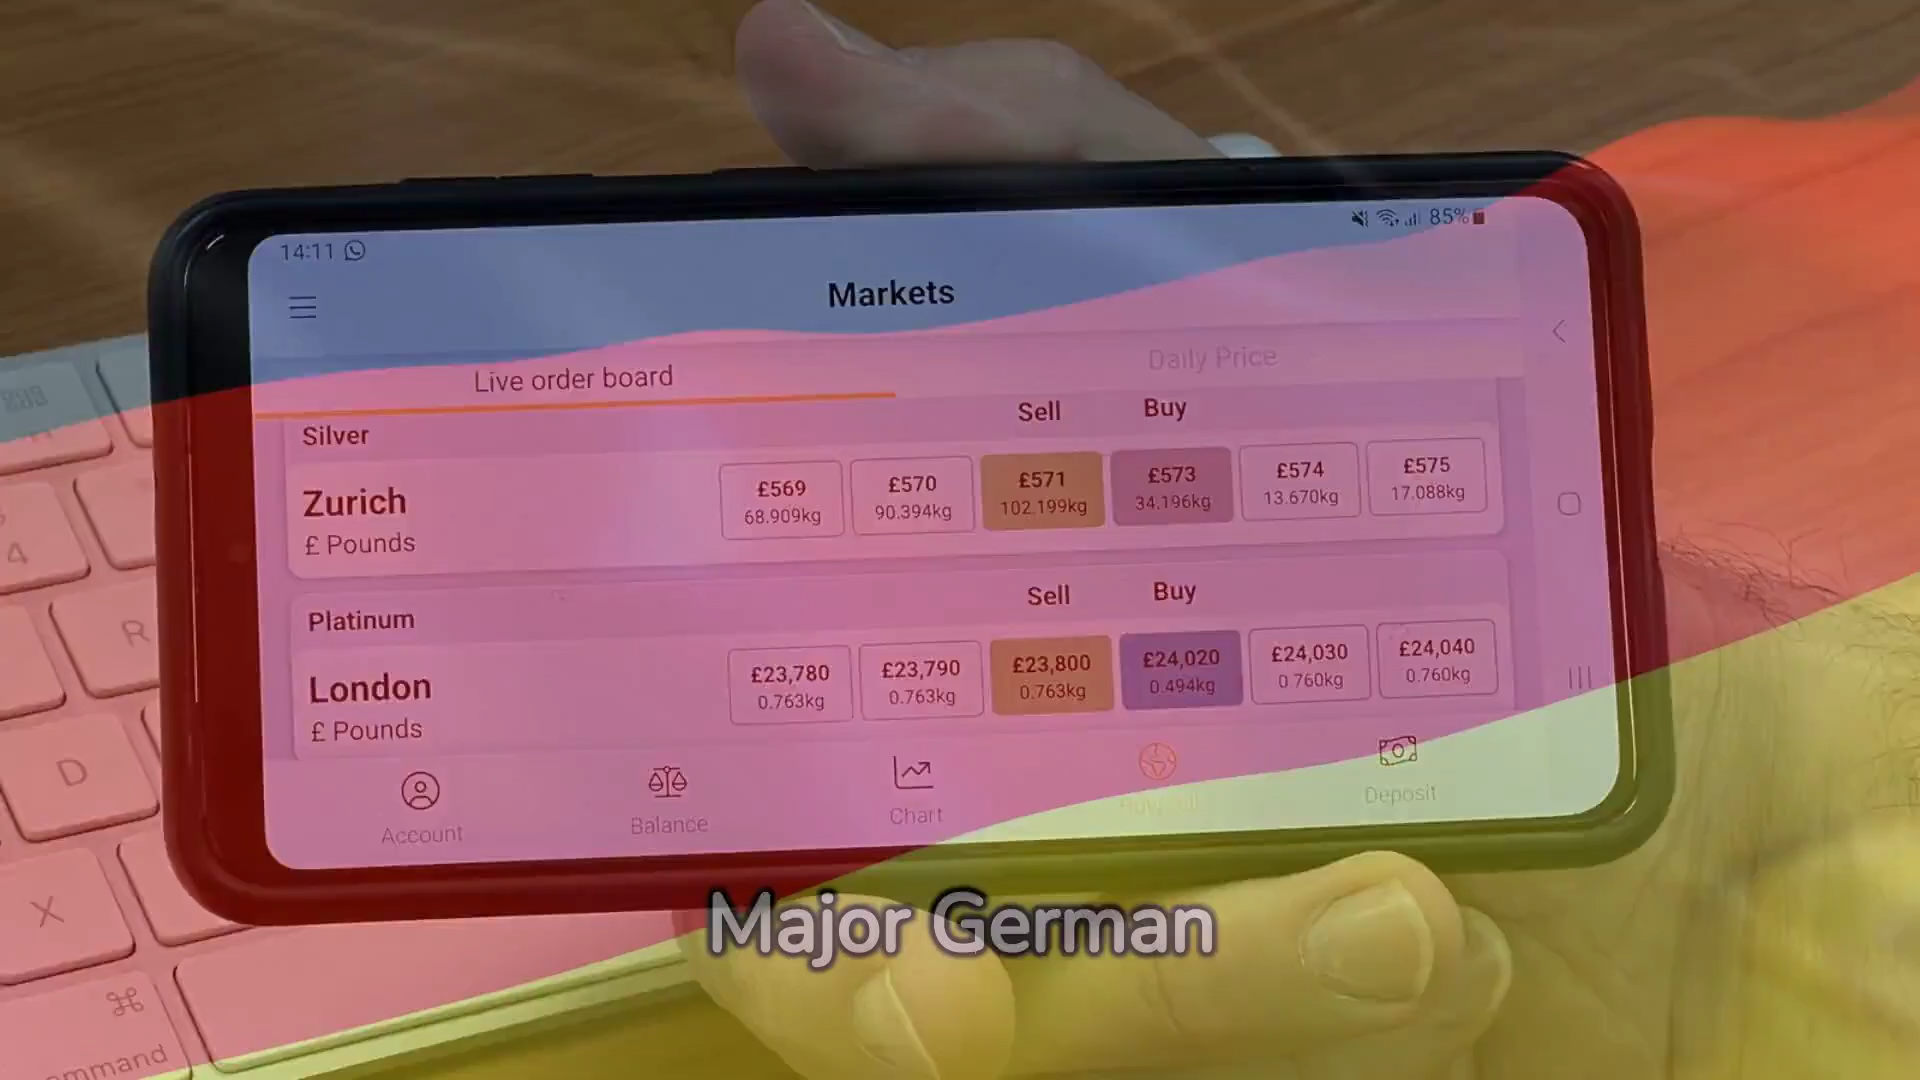 14:11
85%
Markets
Live order board
Daily Price
Silver
Sell
Buy
Zurich
£ Pounds
£569
68.909kg
£570
90.394kg
£571
102.199kg
£573
34.196kg
£574
13.670kg
£575
17.088kg
Platinum
Sell
Buy
London
£ Pounds
£23,780
0.763kg
£23,790
0.763kg
£23,800
0.763kg
£24,020
0.494kg
£24,030
0.760kg
£24,040
0.760kg
Account
Balance
Chart
Deposit
4
R
D
X
⌘
Major German